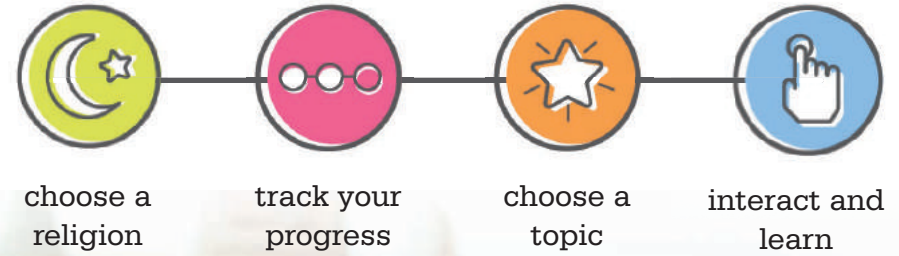 choose a
religion
track your
progress
choose a
topic
interact and
learn